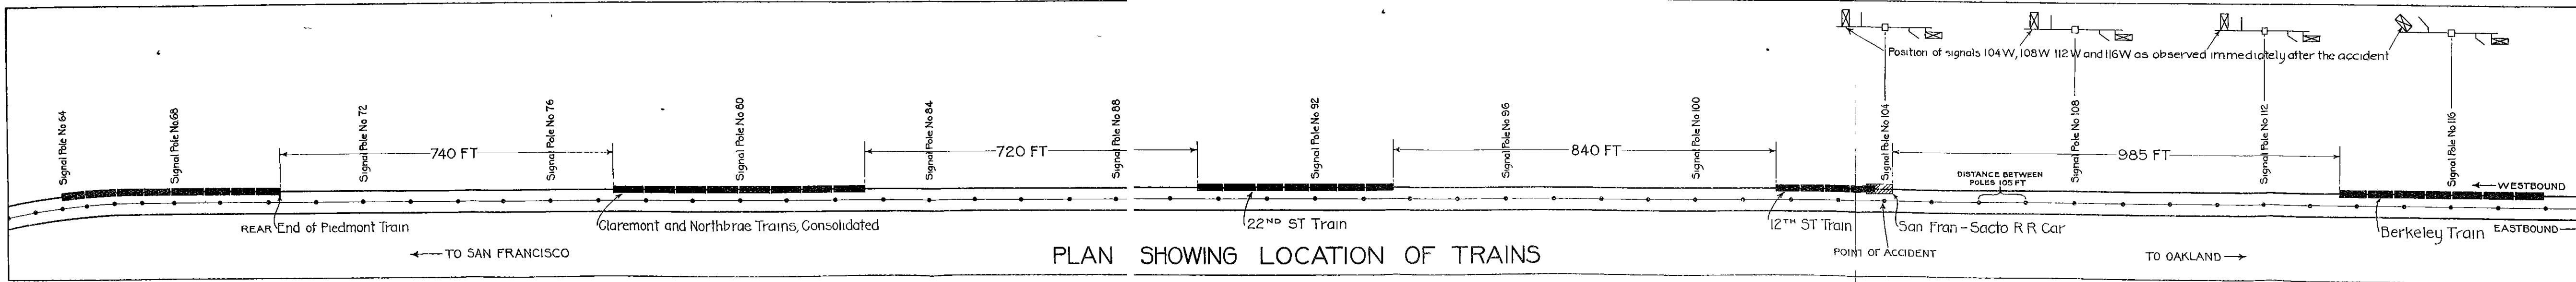 Position of signals 104W, 108W 112W and 116W as observed immediately after the accident
Signal Pole No 64
Signal Pole No 68
Signal Pole No 72
Signal Pole No 76
Signal Pole No 80
Signal Pole No 84
Signal Pole No 88
Signal Pole No 92
Signal Pole No 96
Signal Pole No 100
Signal Pole No 104
Signal Pole No 108
Signal Pole No 112
Signal Pole No 116
740 FT
720 FT
840 FT
985 FT
DISTANCE BETWEEN
POLES 105 FT
WESTBOUND
REAR End of Piedmont Train
Claremont and Northbrae Trains, Consolidated
22ND ST Train
12TH ST Train
San Fran-Sacto R R Car
Berkeley Train
EASTBOUND
TO SAN FRANCISCO
PLAN SHOWING LOCATION OF TRAINS
POINT OF ACCIDENT
TO OAKLAND